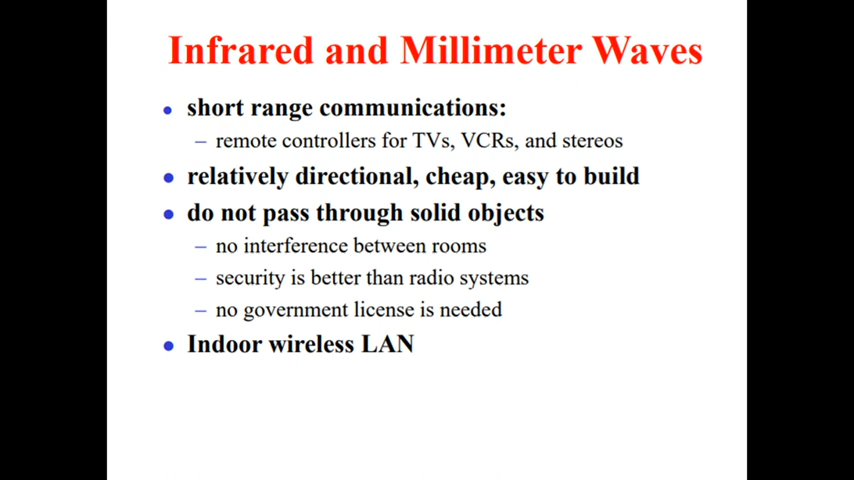 Infrared and Millimeter Waves
• short range communications:
– remote controllers for TVs, VCRs, and stereos
• relatively directional, cheap, easy to build
• do not pass through solid objects
– no interference between rooms
– security is better than radio systems
– no government license is needed
• Indoor wireless LAN